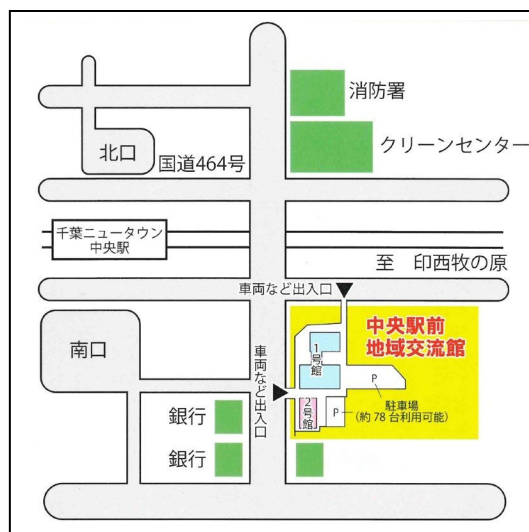 消防署
クリーンセンター
北口
国道464号
千葉ニュータウン
中央駅
至 印西牧の原
車両など出入口
中央駅前
地域交流館
南口
車両など出入口
1号館
P
駐車場
(約78台利用可能)
2号館
P
銀行
銀行